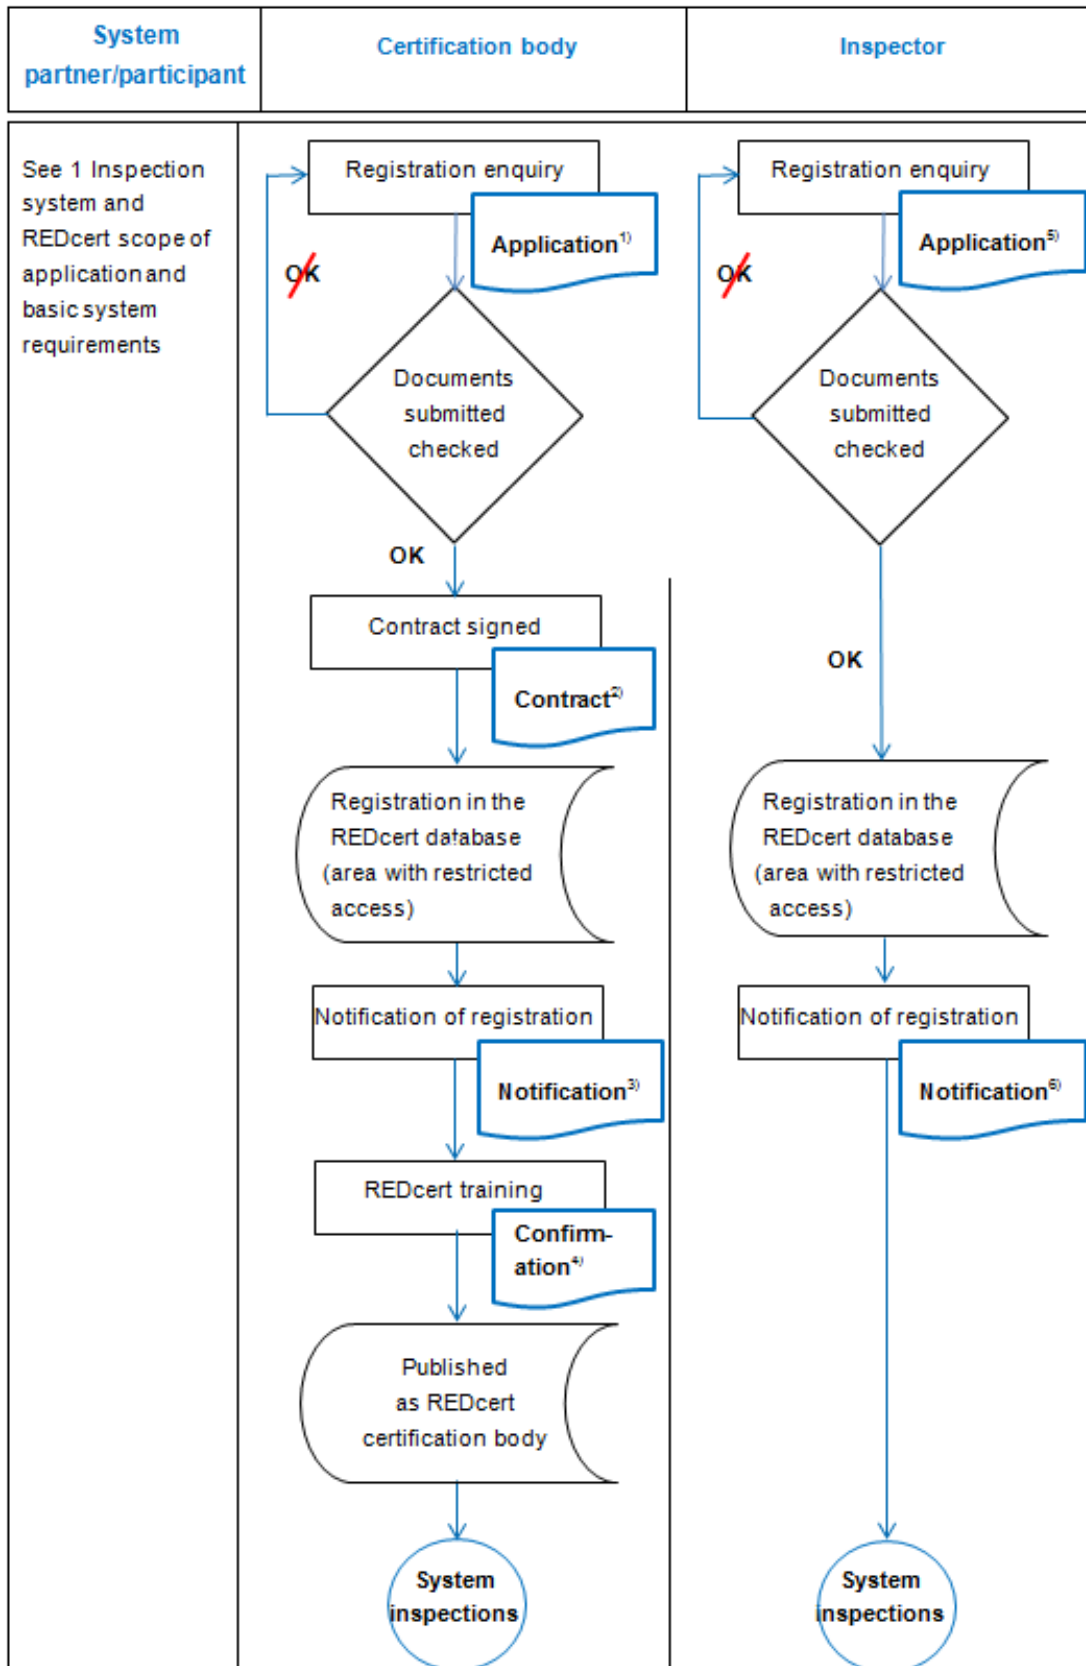 System
partner/participant
Certification body
Inspector
See 1 Inspection
system and
REDcert scope of
application and
basic system
requirements
Registration enquiry
Application¹⁾
OK
Documents
submitted
checked
OK
Contract signed
Contract²⁾
Registration in the
REDcert database
(area with restricted
access)
Notification of registration
Notification³⁾
REDcert training
Confirm-
ation⁴⁾
Published
as REDcert
certification body
System
inspections
Registration enquiry
Application⁵⁾
OK
Documents
submitted
checked
OK
Registration in the
REDcert database
(area with restricted
access)
Notification of registration
Notification⁶⁾
System
inspections